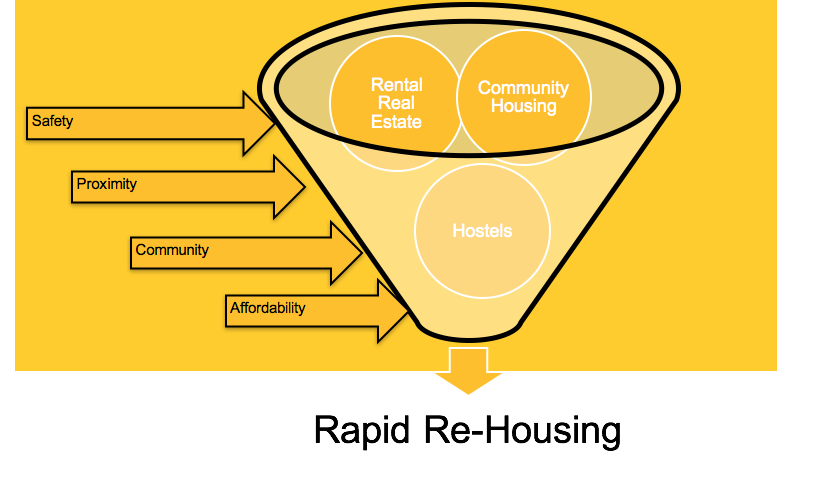 Rental
Real
Estate
Community
Housing
Safety
Proximity
Hostels
Community
Affordability
Rapid Re-Housing